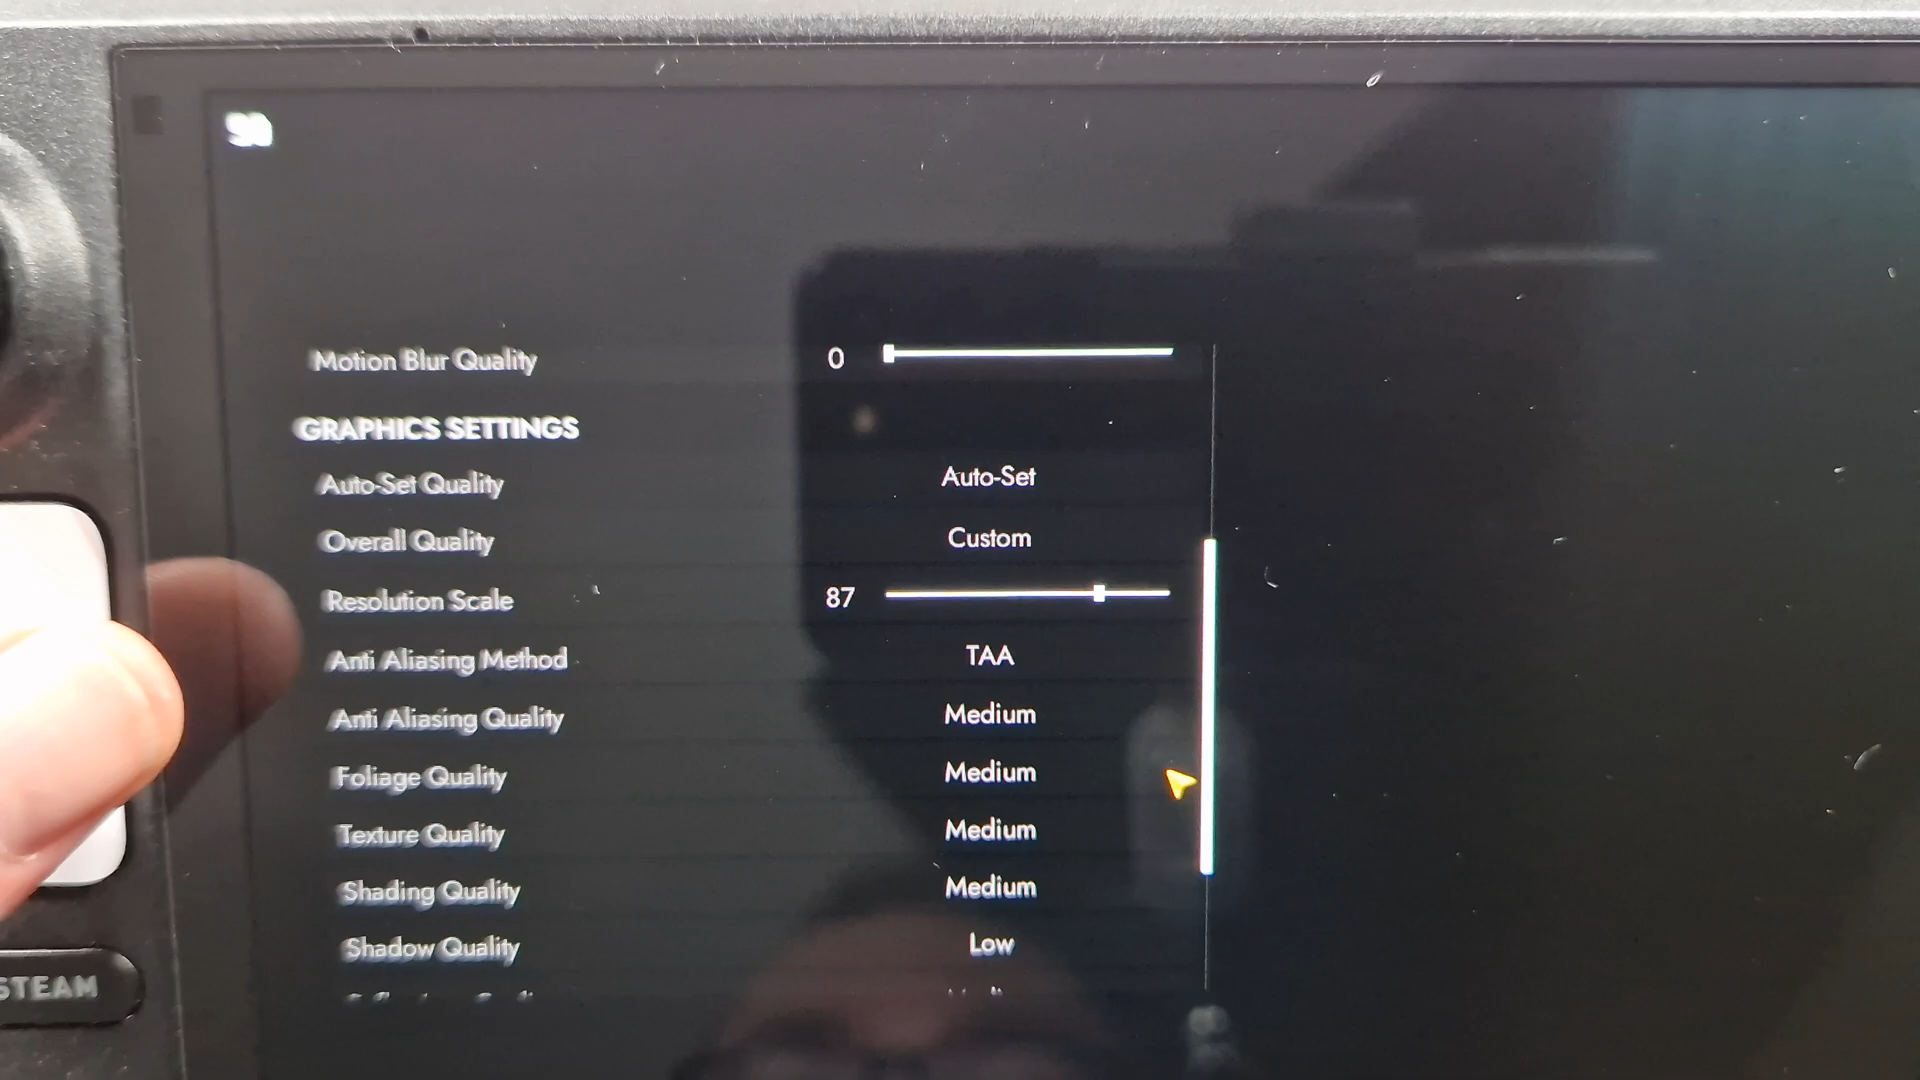 Motion Blur Quality 0
GRAPHICS SETTINGS
Auto-Set Quality Auto-Set
Overall Quality Custom
Resolution Scale 87
Anti Aliasing Method TAA
Anti Aliasing Quality Medium
Foliage Quality Medium
Texture Quality Medium
Shading Quality Medium
Shadow Quality Low
STEAM